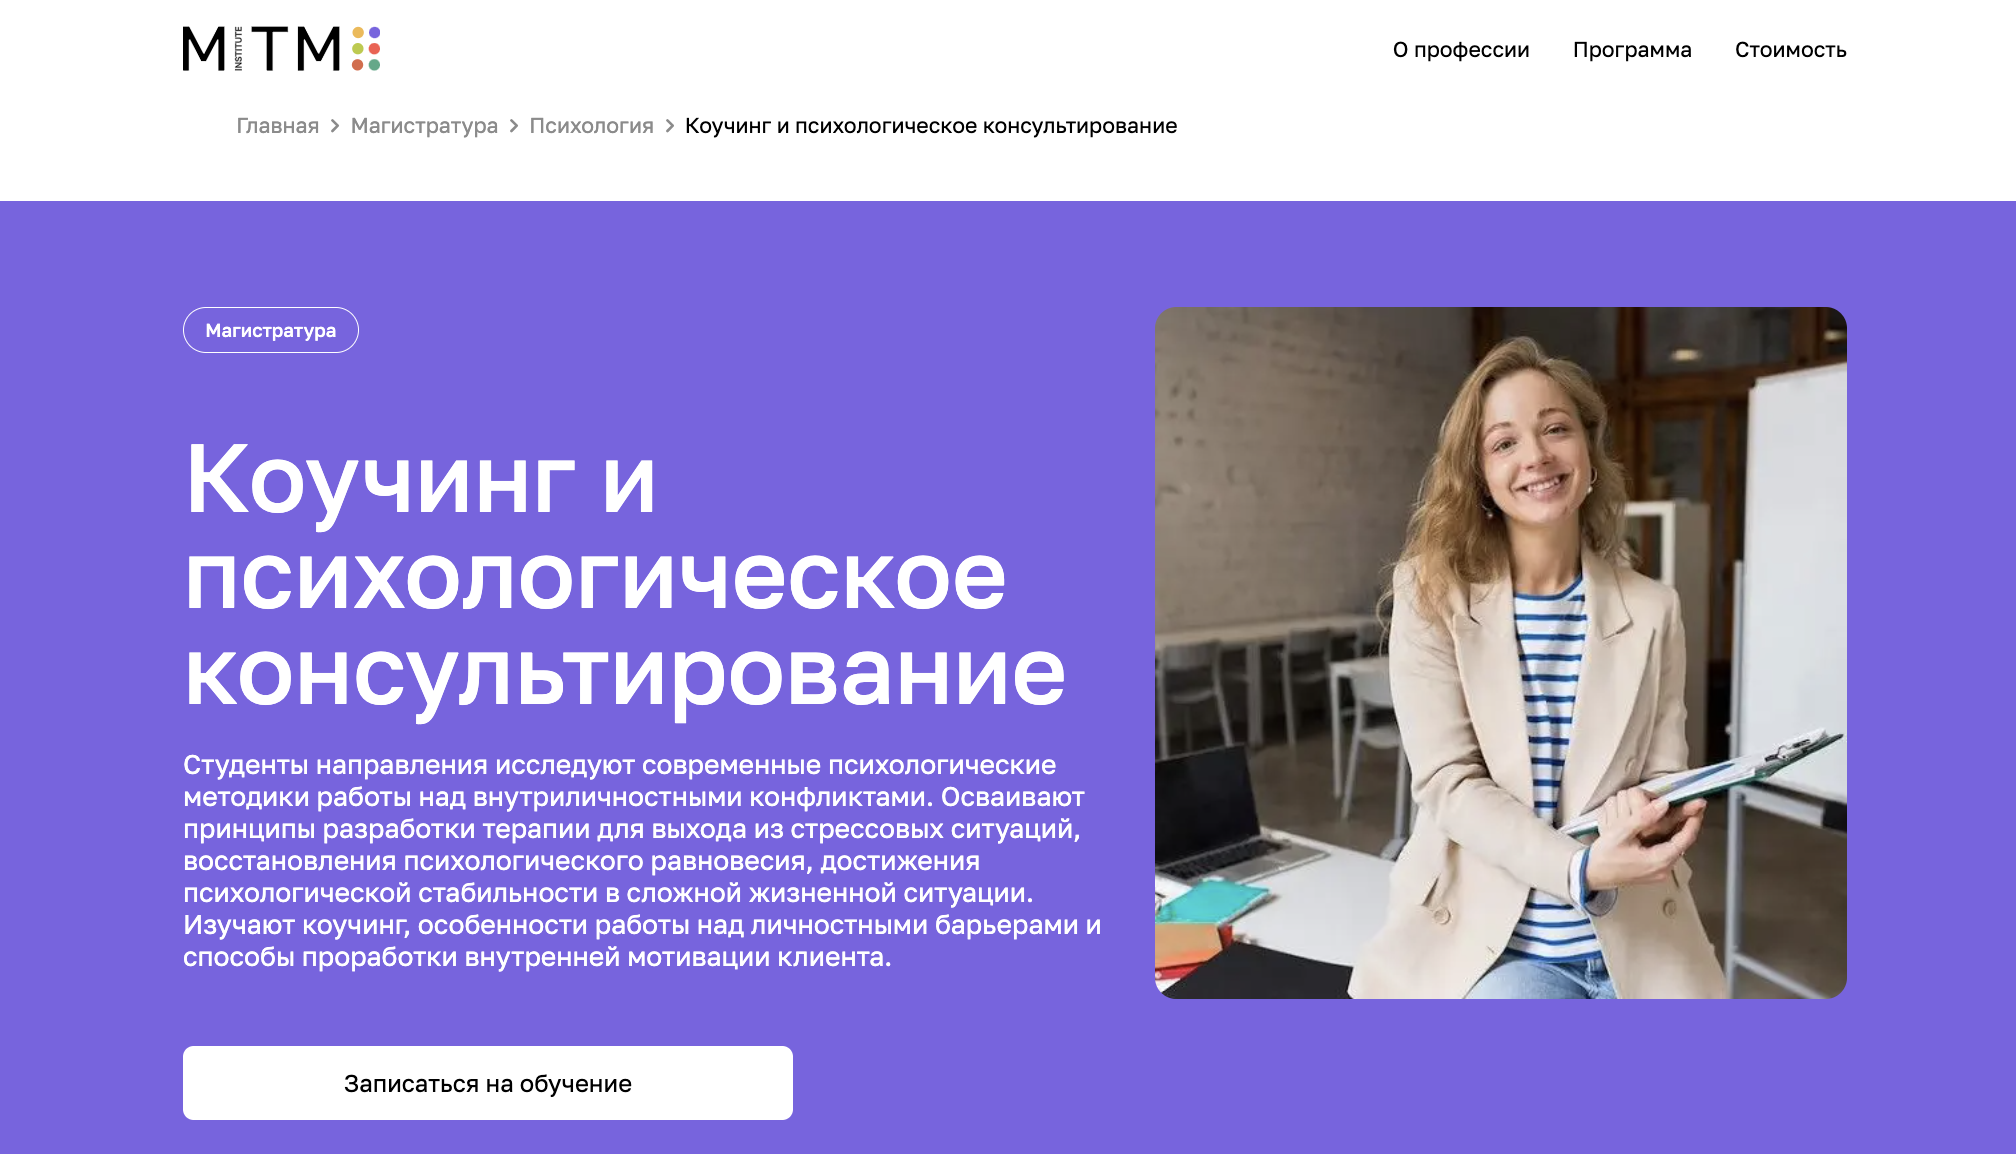 MITM
INSTITUTE
О профессии
Программа
Стоимость
Главная > Магистратура > Психология > Коучинг и психологическое консультирование
Магистратура
Коучинг и
психологическое
консультирование
Студенты направления исследуют современные психологические
методики работы над внутриличностными конфликтами. Осваивают
принципы разработки терапии для выхода из стрессовых ситуаций,
восстановления психологического равновесия, достижения
психологической стабильности в сложной жизненной ситуации.
Изучают коучинг, особенности работы над личностными барьерами и
способы проработки внутренней мотивации клиента.
Записаться на обучение